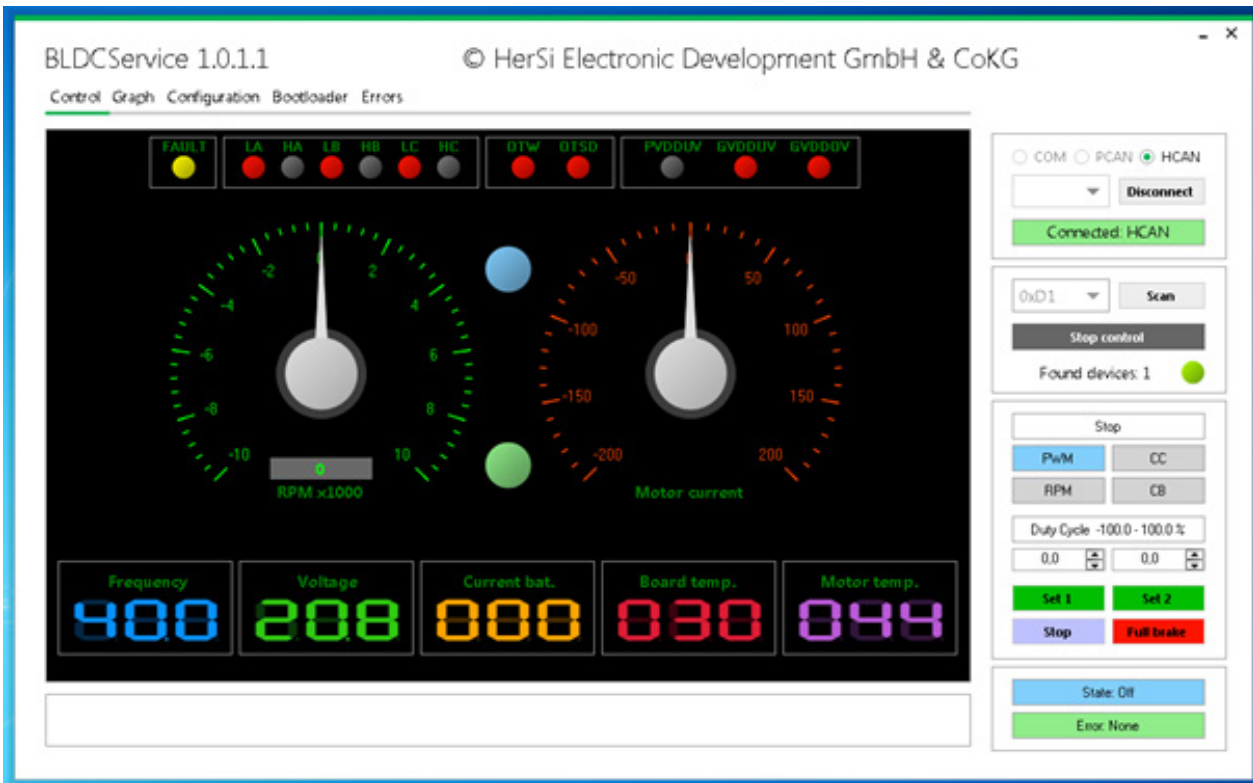 BLDCService 1.0.1.1
© HerSi Electronic Development GmbH & CoKG
Control Graph Configuration Bootloader Errors
FAULT LA HA LB HB LC HC OTW OTSD PVDDUV GVDDUV GVDDOV
-10 -8 -6 -4 -2 0 2 4 6 8 10
0
RPM x1000
-200 -150 -100 -50 0 50 100 150 200
Motor current
Frequency Voltage Current bat. Board temp. Motor temp.
40.0 20.8 000 030 044
COM PCAN HCAN
Disconnect
Connected: HCAN
0xD1 Scan
Stop control
Found devices: 1
Stop
PWM CC
RPM CB
Duty Cycle -100.0 - 100.0 %
0,0 0,0
Set 1 Set 2
Stop Full brake
State: Off
Error: None